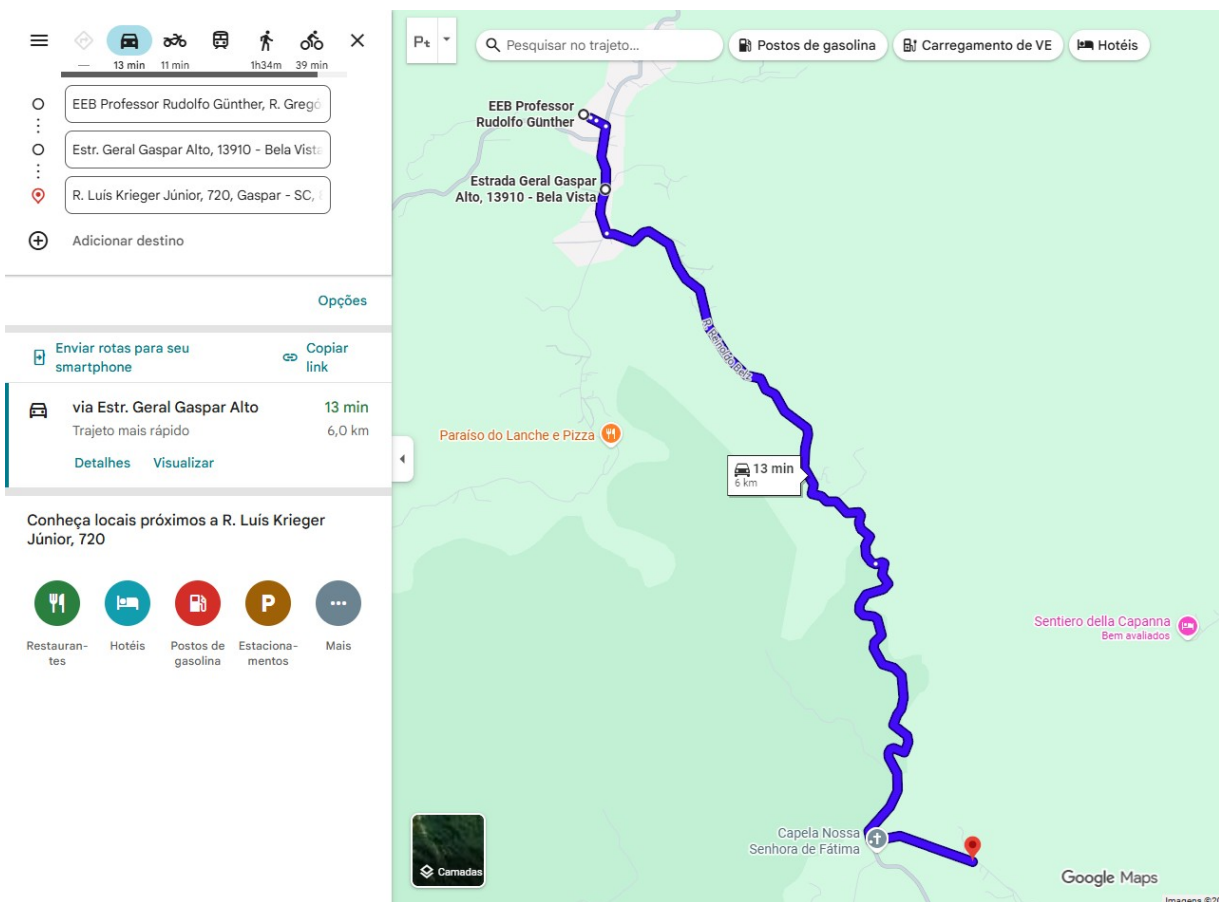 13 min
11 min
1h34m
39 min
EEB Professor Rudolfo Günther, R. Gregó
Estr. Geral Gaspar Alto, 13910 - Bela Vista
R. Luís Krieger Júnior, 720, Gaspar - SC,
Adicionar destino
Opções
Enviar rotas para seu
smartphone
Copiar
link
via Estr. Geral Gaspar Alto
13 min
Trajeto mais rápido
6,0 km
Detalhes
Visualizar
Conheça locais próximos a R. Luís Krieger
Júnior, 720
P
Restauran-
tes
Hotéis
Postos de
gasolina
Estaciona-
mentos
Mais
Pesquisar no trajeto...
Postos de gasolina
Carregamento de VE
Hotéis
EEB Professor
Rudolfo Günther
Estrada Geral Gaspar
Alto, 13910 - Bela Vista
Paraíso do Lanche e Pizza
13 min
6 km
Sentiero della Capanna
Bem avaliados
Capela Nossa
Senhora de Fátima
Camadas
Google Maps